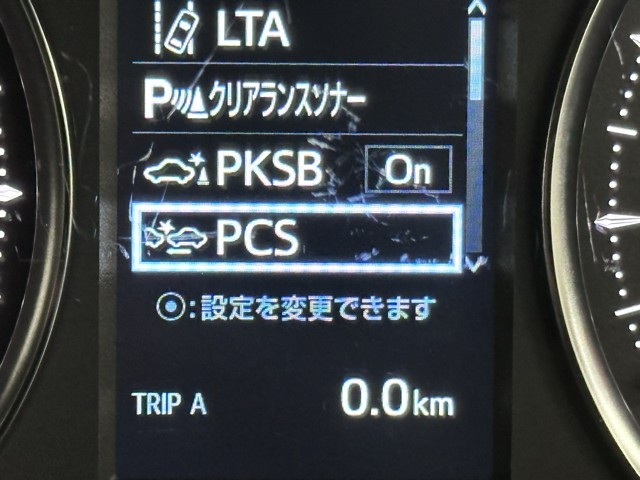 LTA
Pクリアランスソナー
PKSB On
PCS
⦿:設定を変更できます
TRIP A 0.0km